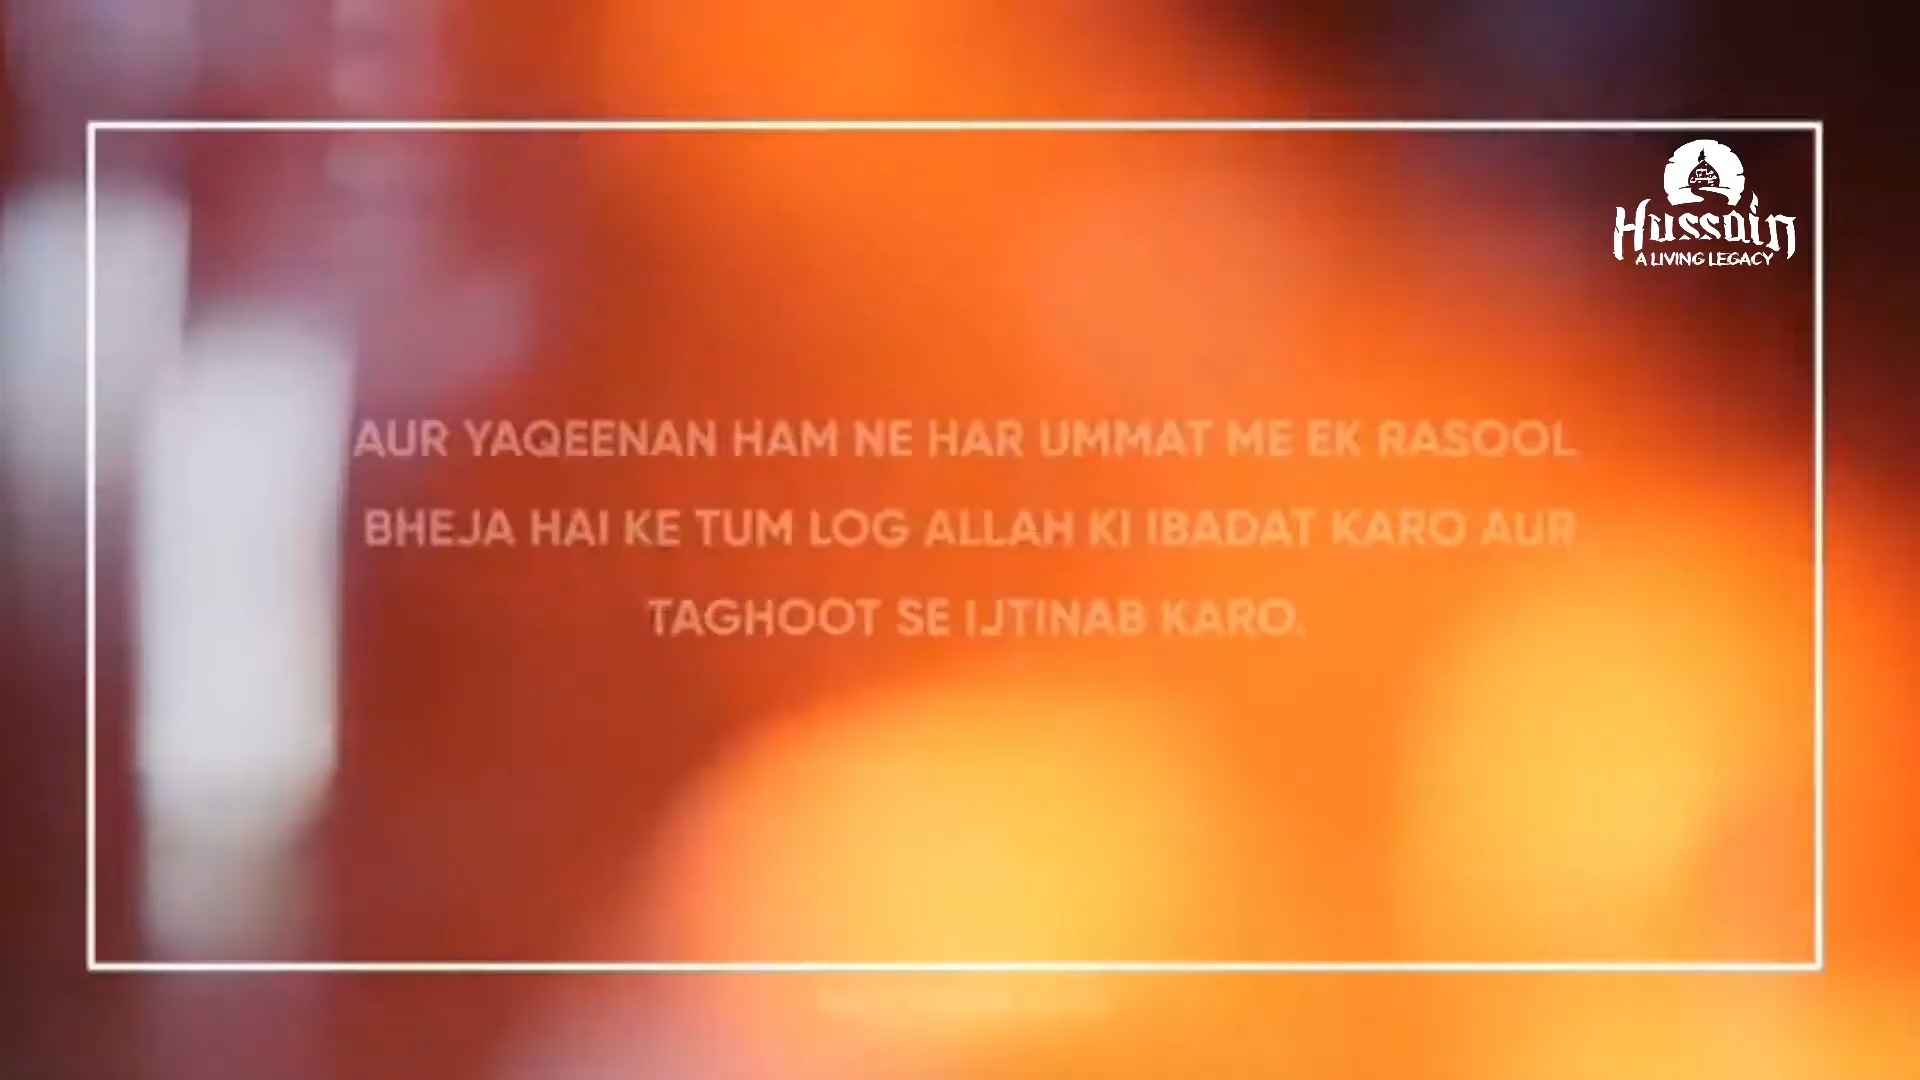 Hussain
A LIVING LEGACY
AUR YAQEENAN HAM NE HAR UMMAT ME EK RASOOL
BHEJA HAI KE TUM LOG ALLAH KI IBADAT KARO AUR
TAGHOOT SE IJTINAB KARO.